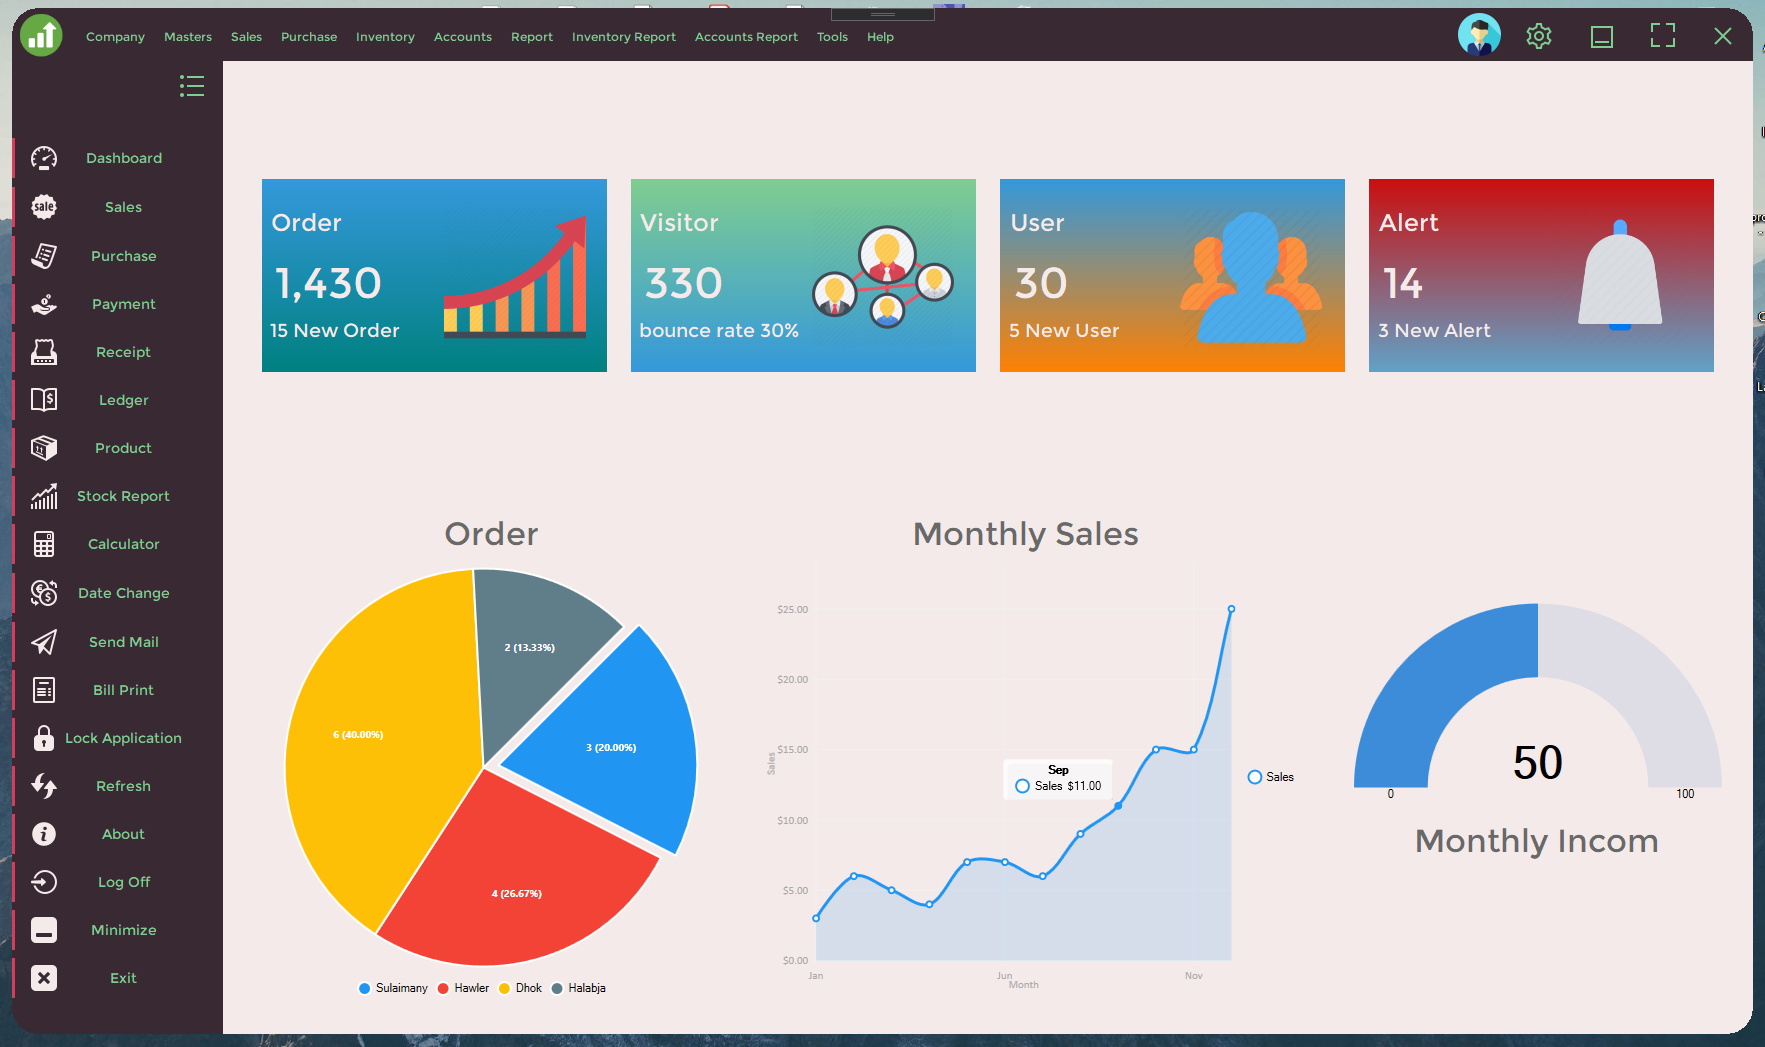 Company Masters Sales Purchase Inventory Accounts Report Inventory Report Accounts Report Tools Help
Dashboard
sale Sales
Purchase
Payment
Receipt
Ledger
Product
Stock Report
Calculator
Date Change
Send Mail
Bill Print
Lock Application
Refresh
About
Log Off
Minimize
Exit
Order
1,430
15 New Order
Visitor
330
bounce rate 30%
User
30
5 New User
Alert
14
3 New Alert
Order
2 (13.33%)
6 (40.00%)
3 (20.00%)
4 (26.67%)
Sulaimany Hawler Dhok Halabja
Monthly Sales
$25.00
$20.00
$15.00
$10.00
$5.00
$0.00
Sales
Sep
Sales $11.00
Jan Jun Nov
Month
Sales
50
0 100
Monthly Incom